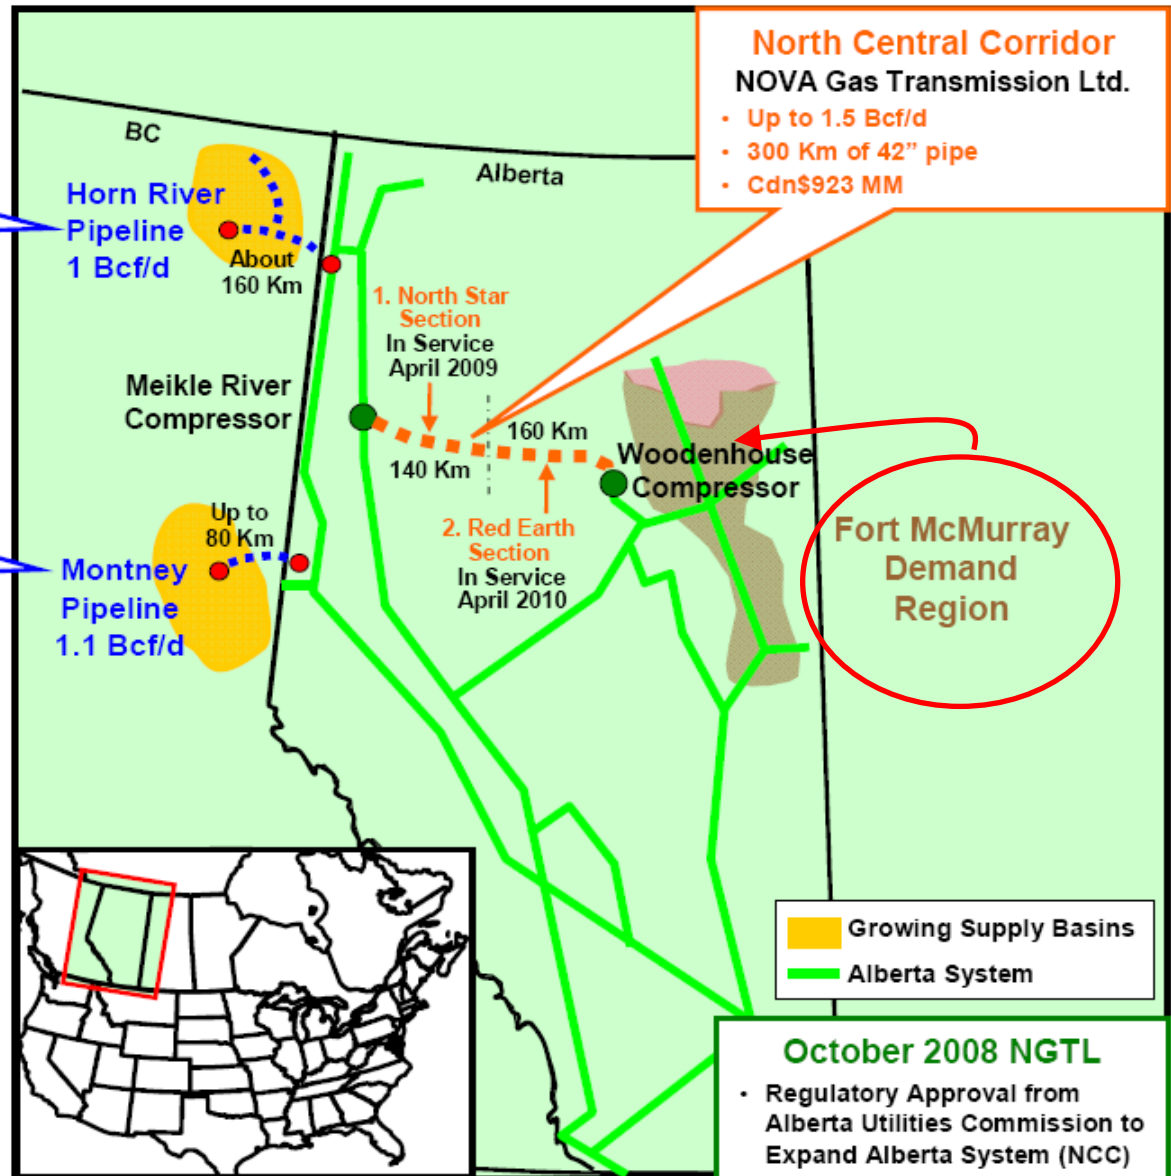 North Central Corridor
NOVA Gas Transmission Ltd.
• Up to 1.5 Bcf/d
• 300 Km of 42” pipe
• Cdn$923 MM
BC
Alberta
Horn River
Pipeline
1 Bcf/d
About
160 Km
1. North Star
Section
In Service
April 2009
Meikle River
Compressor
140 Km
160 Km
Woodenhouse
Compressor
2. Red Earth
Section
In Service
April 2010
Fort McMurray
Demand
Region
Up to
80 Km
Montney
Pipeline
1.1 Bcf/d
Growing Supply Basins
Alberta System
October 2008 NGTL
• Regulatory Approval from
Alberta Utilities Commission to
Expand Alberta System (NCC)